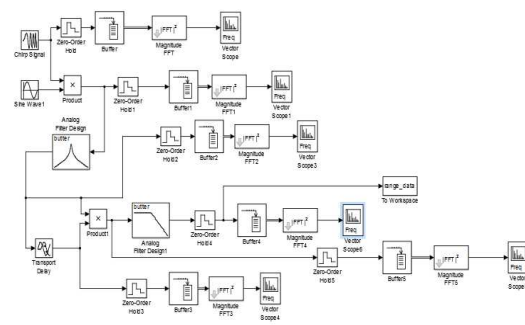 Chirp Signal
Zero-Order
Hold
Buffer
|FFT|²
Magnitude
FFT
Freq
Vector
Scope
Sine Wave1
×
Product
Zero-Order
Hold1
Buffer1
|FFT|²
Magnitude
FFT1
Freq
Vector
Scope1
Analog
Filter Design
butter
Zero-Order
Hold2
Buffer2
|FFT|²
Magnitude
FFT2
Freq
Vector
Scope3
range_data
To Workspace
×
Product1
butter
Analog
Filter Design1
Zero-Order
Hold4
Buffer4
|FFT|²
Magnitude
FFT4
Freq
Vector
Transport
Delay
Zero-Order
Hold5
Buffer5
|FFT|²
Magnitude
FFT5
Freq
Vector
Zero-Order
Hold3
Buffer3
|FFT|²
Magnitude
FFT3
Freq
Vector
Scope4